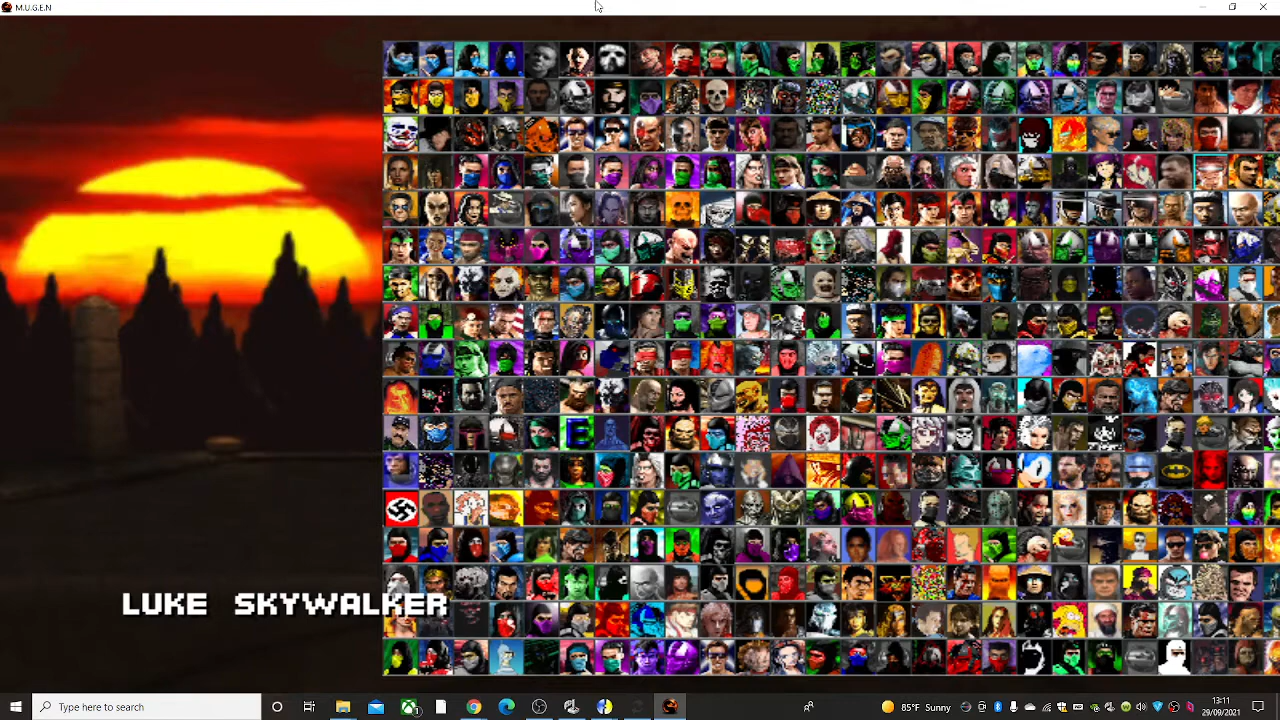 M.U.G.E.N
LUKE SKYWALKER
Type here to search
85°F Sunny
13:11
29/09/2021